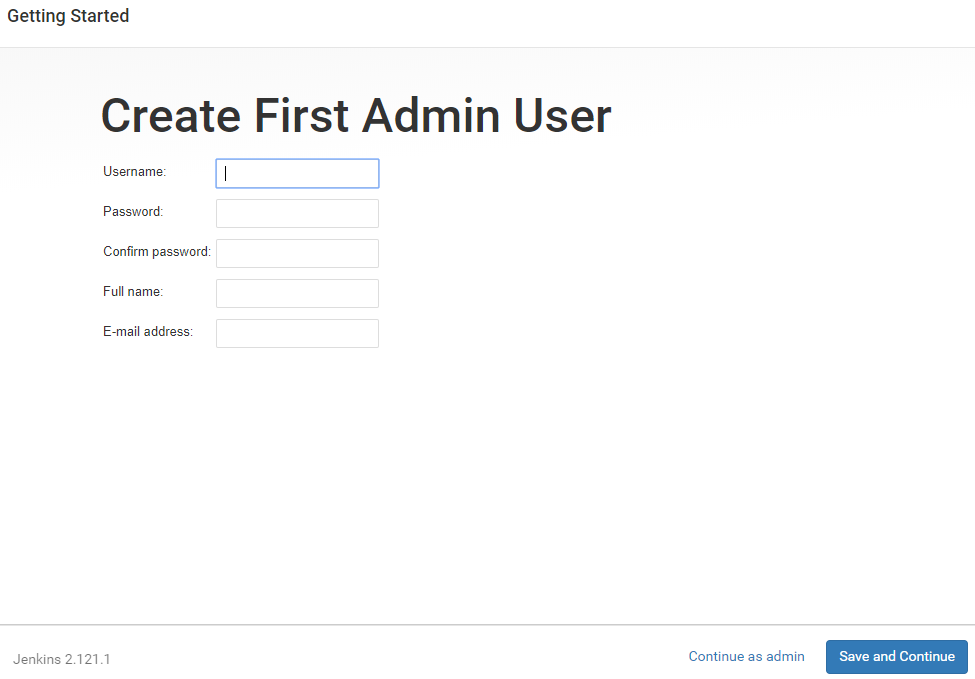 Getting Started
Create First Admin User
Username:
Password:
Confirm password:
Full name:
E-mail address:
Jenkins 2.121.1
Continue as admin
Save and Continue